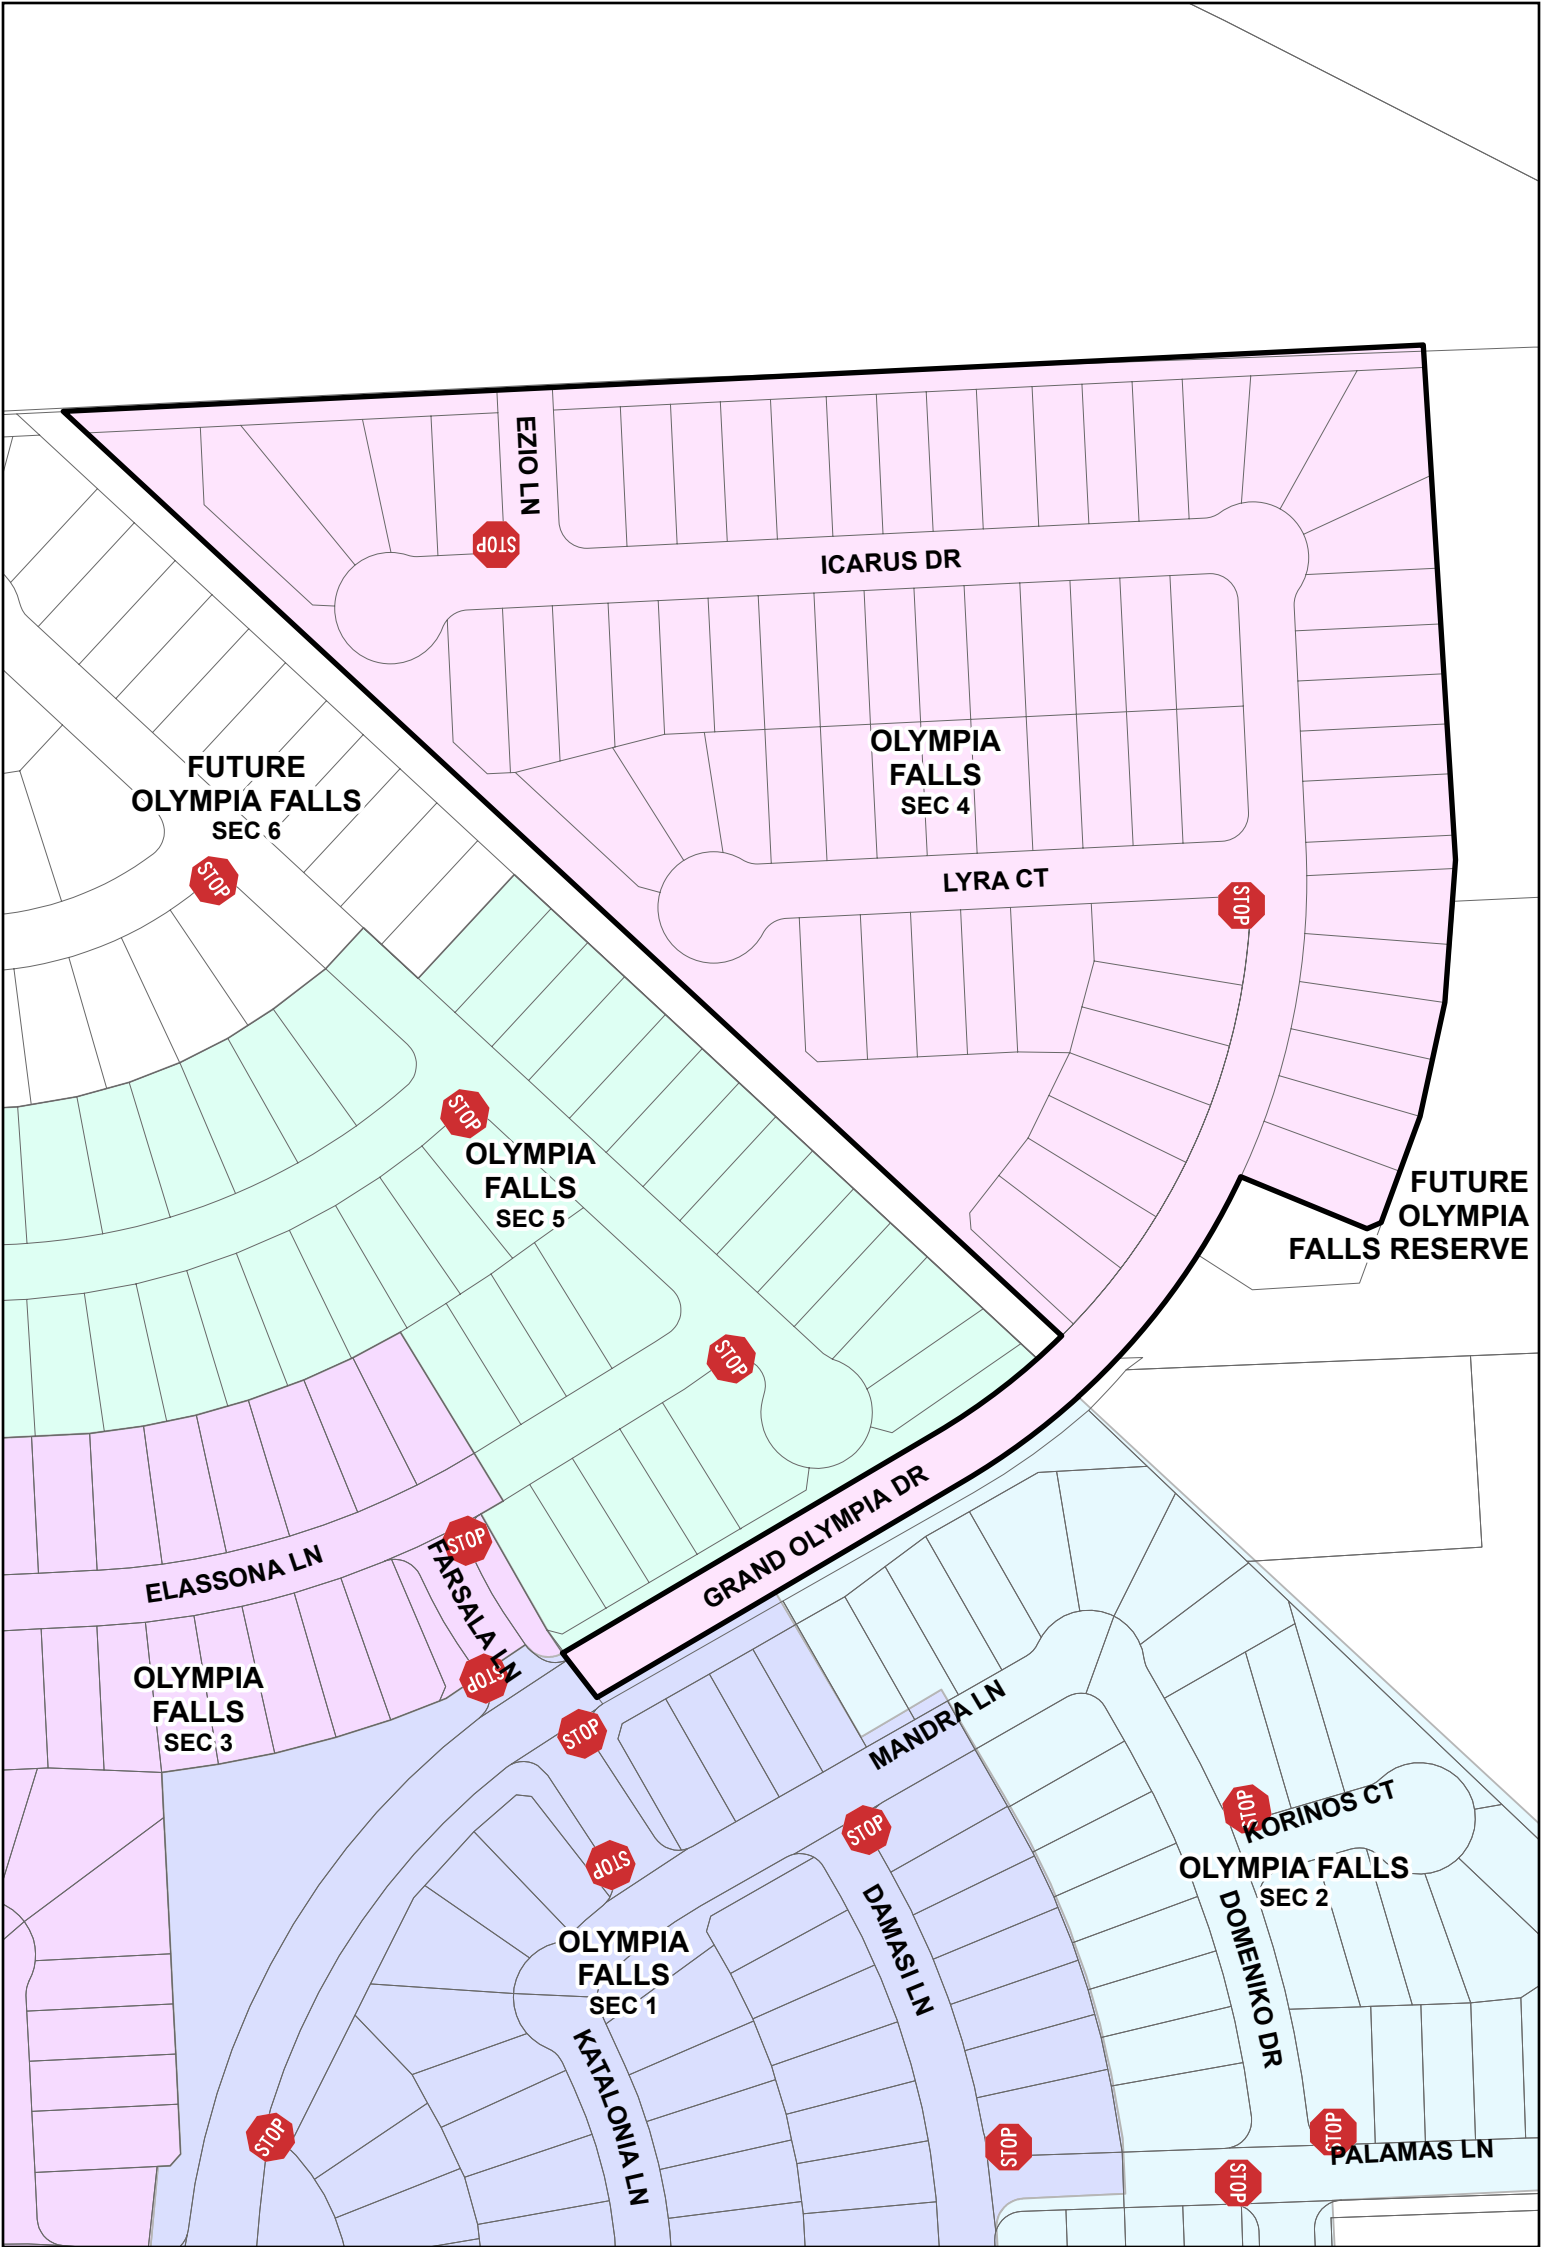 EZIO LN
STOP
ICARUS DR
OLYMPIA
FALLS
SEC 4
FUTURE
OLYMPIA FALLS
SEC 6
STOP
LYRA CT
STOP
STOP
OLYMPIA
FALLS
SEC 5
FUTURE
OLYMPIA
FALLS RESERVE
STOP
GRAND OLYMPIA DR
STOP
FARSALA LN
ELASSONA LN
STOP
OLYMPIA
FALLS
SEC 3
STOP
MANDRA LN
STOP
STOP
STOP
KORINOS CT
OLYMPIA FALLS
SEC 2
DAMASI LN
DOMENIKO DR
OLYMPIA
FALLS
SEC 1
KATALONIA LN
STOP
STOP
STOP
PALAMAS LN
STOP